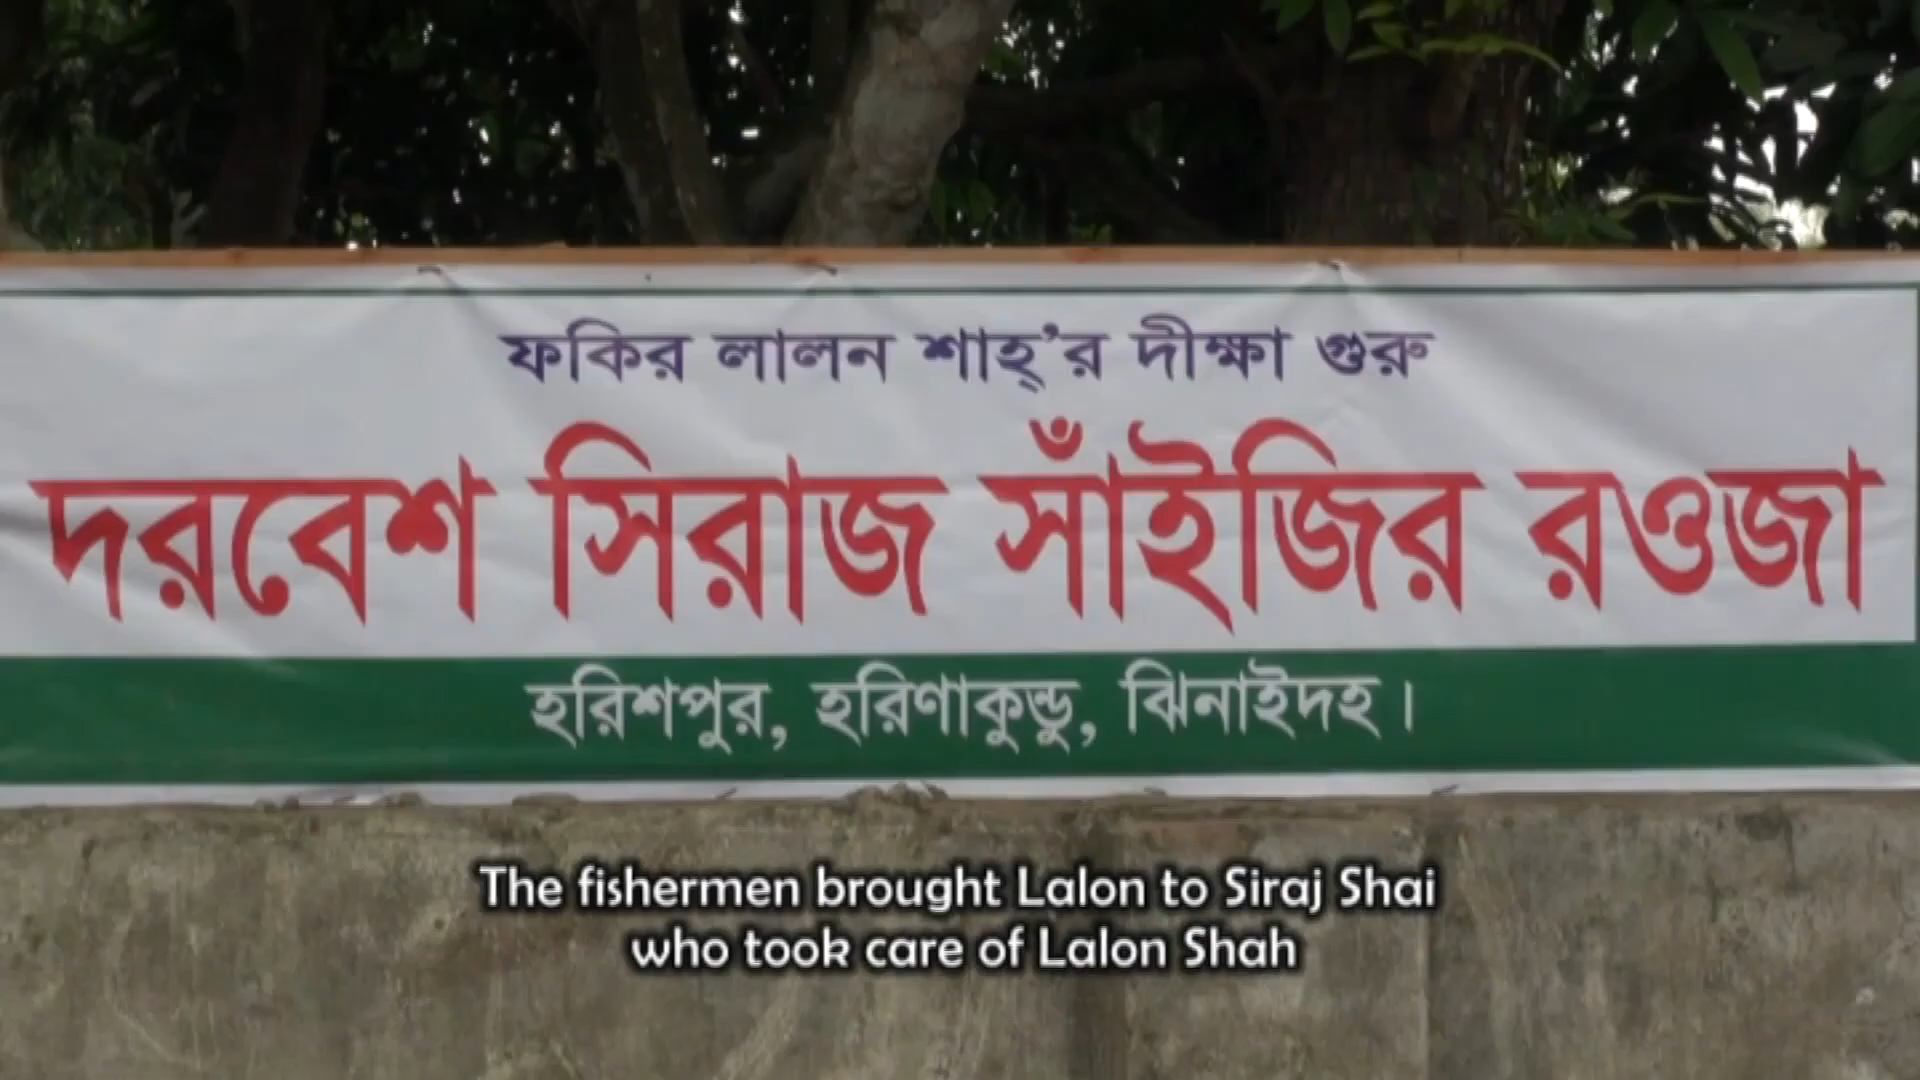 ফকির লালন শাহ্'র দীক্ষা গুরু
দরবেশ সিরাজ সাঁইজির রওজা
হরিশপুর, হরিণাকুন্ডু, ঝিনাইদহ।
The fishermen brought Lalon to Siraj Shai
who took care of Lalon Shah